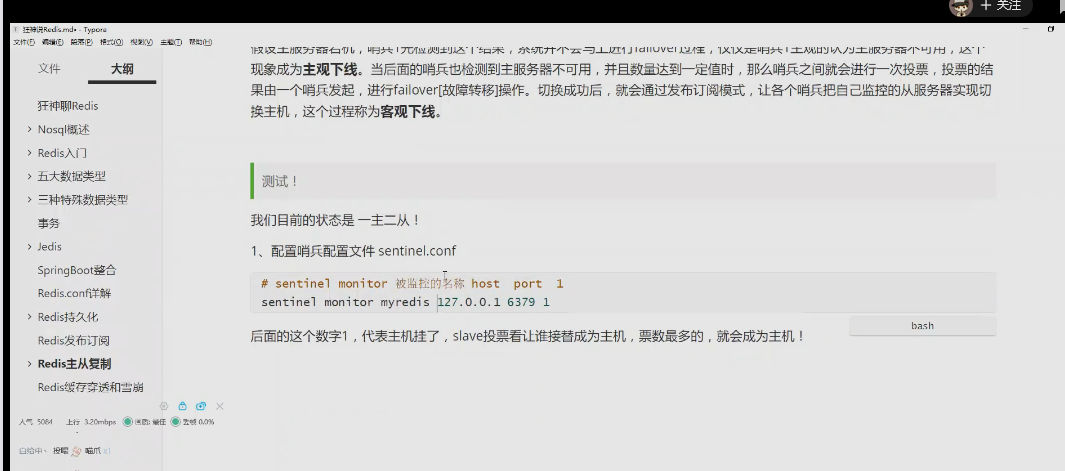 + 关注
狂神说Redis.md• - Typora
文件(F) 编辑(E) 段落(P) 格式(O) 视图(V) 主题(T) 帮助(H)
文件 大纲
狂神聊Redis
Nosql概述
Redis入门
五大数据类型
三种特殊数据类型
事务
Jedis
SpringBoot整合
Redis.conf详解
Redis持久化
Redis发布订阅
Redis主从复制
Redis缓存穿透和雪崩
人气 5084 上行 3.20mbps 画质: 最佳 丢帧 0.0%
投喂 喵爪 x1
假设主服务器宕机，哨兵1先检测到这个结果，系统并不会马上进行failover过程，仅仅是哨兵1主观的认为主服务器不可用，这个
现象成为主观下线。当后面的哨兵也检测到主服务器不可用，并且数量达到一定值时，那么哨兵之间就会进行一次投票，投票的结
果由一个哨兵发起，进行failover[故障转移]操作。切换成功后，就会通过发布订阅模式，让各个哨兵把自己监控的从服务器实现切
换主机，这个过程称为客观下线。
测试！
我们目前的状态是 一主二从！
1、配置哨兵配置文件 sentinel.conf
# sentinel monitor 被监控的名称 host port 1
sentinel monitor myredis 127.0.0.1 6379 1
bash
后面的这个数字1，代表主机挂了，slave投票看让谁接替成为主机，票数最多的，就会成为主机！